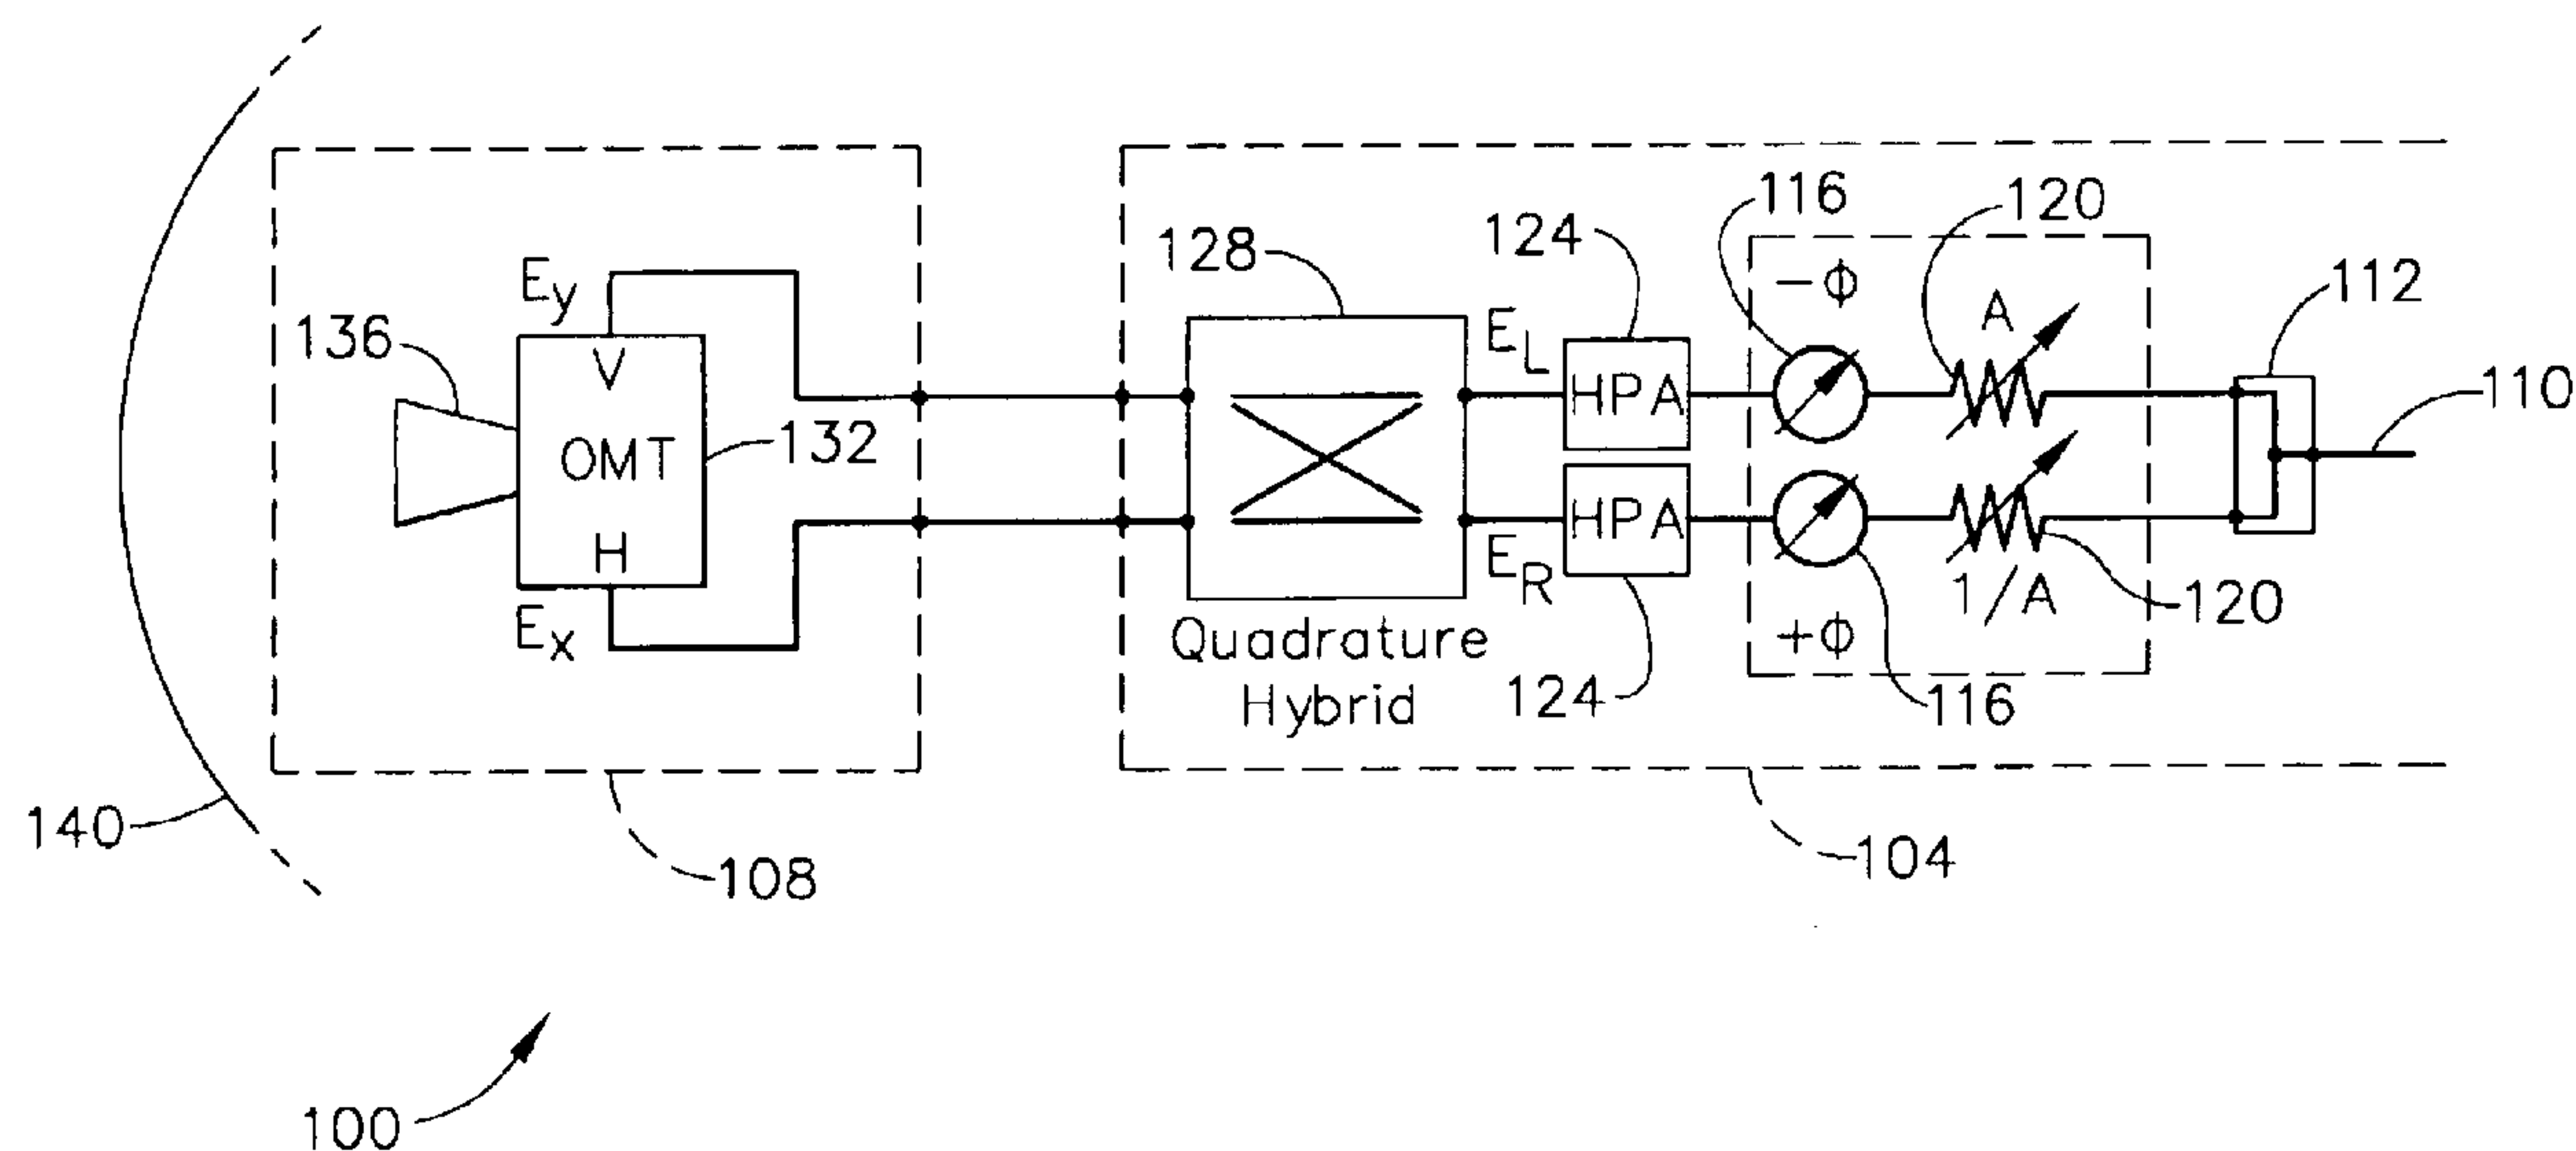 116
120
124
128
112
E_y
−Φ
A
E_L
136
V
HPA
110
OMT
132
HPA
H
E_R
1/A
120
E_x
Quadrature
Hybrid
+Φ
124
116
140
108
104
100